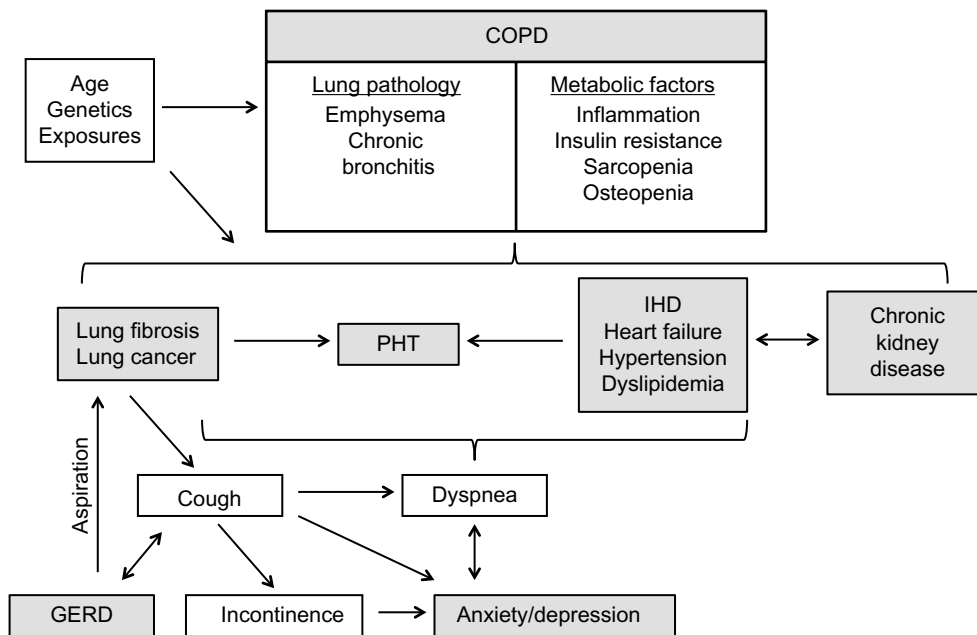 COPD
Age
Genetics
Exposures
Lung pathology
Emphysema
Chronic
bronchitis
Metabolic factors
Inflammation
Insulin resistance
Sarcopenia
Osteopenia
Lung fibrosis
Lung cancer
PHT
IHD
Heart failure
Hypertension
Dyslipidemia
Chronic
kidney
disease
Aspiration
Cough
Dyspnea
GERD
Incontinence
Anxiety/depression